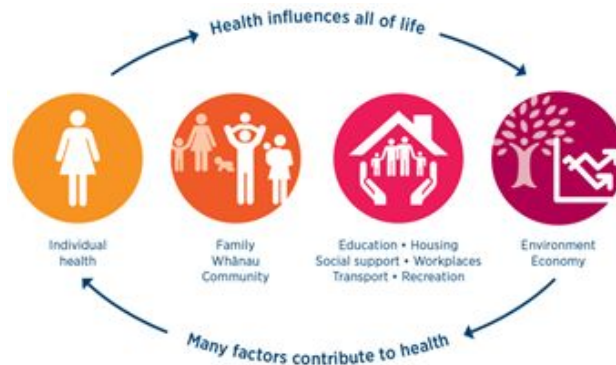 Health influences all of life
Individual
health
Family
Whānau
Community
Education • Housing
Social support • Workplaces
Transport • Recreation
Environment
Economy
Many factors contribute to health